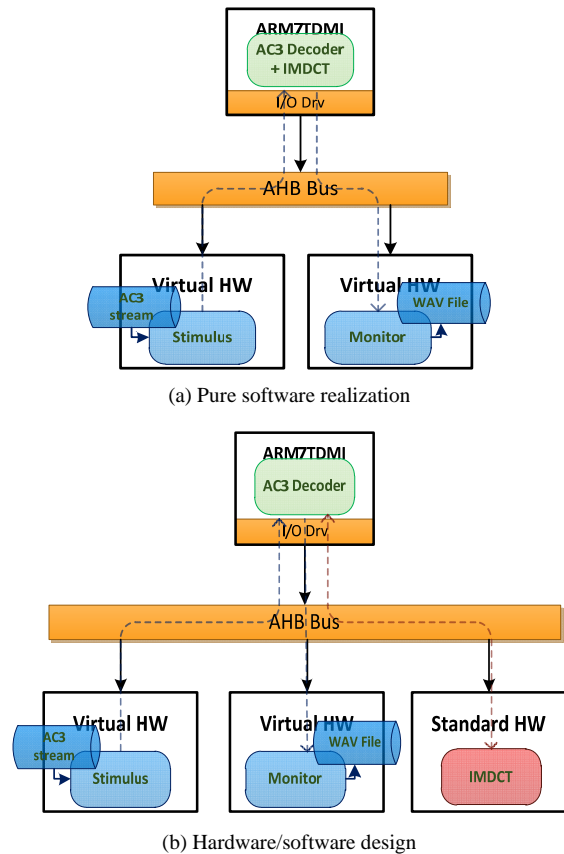 ARM7TDMI
AC3 Decoder
+ IMDCT
I/O Drv
AHB Bus
Virtual HW
AC3
stream
Stimulus
Virtual HW
WAV File
Monitor
(a) Pure software realization
ARM7TDMI
AC3 Decoder
I/O Drv
AHB Bus
Virtual HW
AC3
stream
Stimulus
Virtual HW
WAV File
Monitor
Standard HW
IMDCT
(b) Hardware/software design